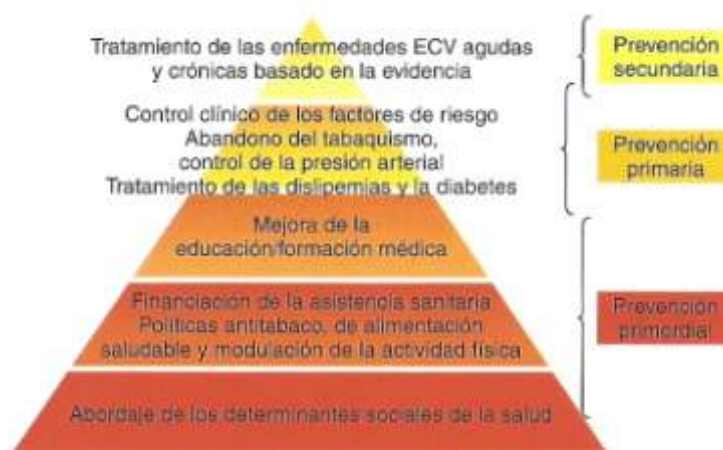 Tratamiento de las enfermedades ECV agudas
y crónicas basado en la evidencia
Prevención
secundaria
Control clínico de los factores de riesgo
Abandono del tabaquismo,
control de la presión arterial
Tratamiento de las dislipemias y la diabetes
Prevención
primaria
Mejora de la
educación/formación médica
Financiación de la asistencia sanitaria
Políticas antitabaco, de alimentación
saludable y modulación de la actividad física
Prevención
primordial
Abordaje de los determinantes sociales de la salud